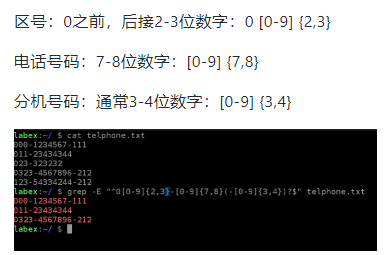 区号：0之前，后接2-3位数字：0 [0-9] {2,3}
电话号码：7-8位数字：[0-9] {7,8}
分机号码：通常3-4位数字：[0-9] {3,4}
labex:~/ $ cat telphone.txt
000-1234567-111
011-23434344
023-323232
0323-4567896-212
123-54334244-212
labex:~/ $ grep -E "^0[0-9]{2,3}-[0-9]{7,8}(-[0-9]{3,4})?$" telphone.txt
000-1234567-111
011-23434344
0323-4567896-212
labex:~/ $